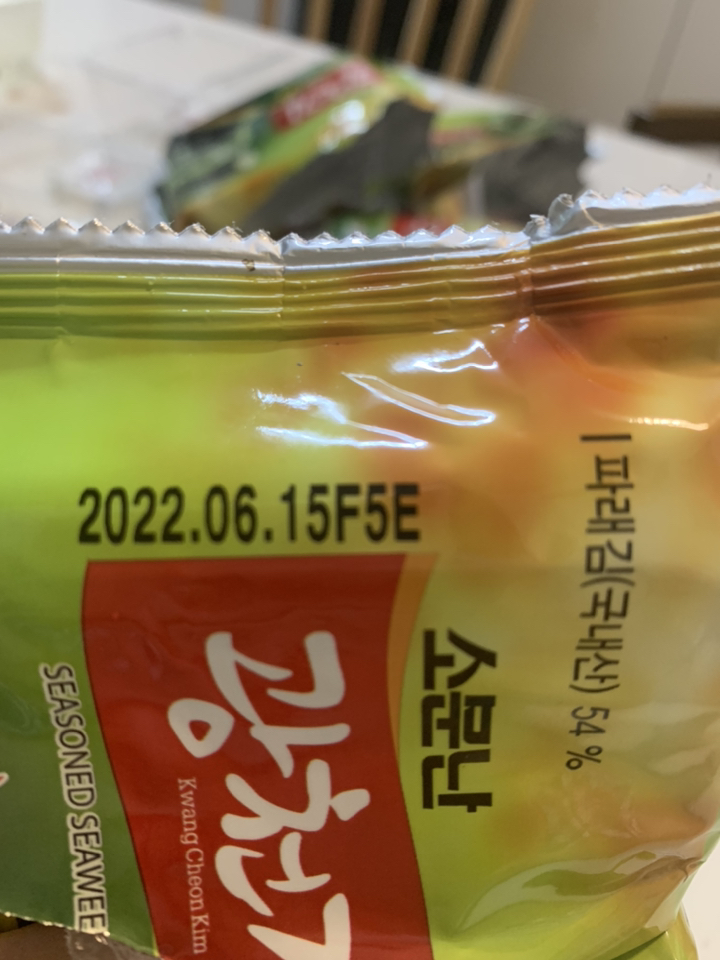 2022.06.15F5E
파래김(국내산) 54 %
소문난
광천
Kwang Cheon Kim
SEASONED SEAWEE